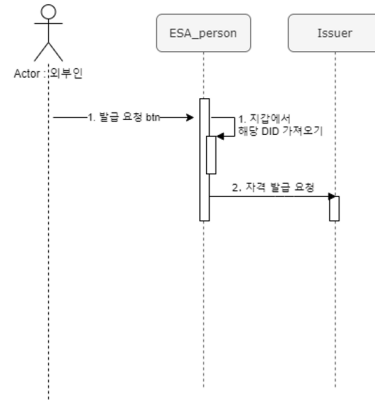 ESA_person
Issuer
Actor : 외부인
1. 발급 요청 btn
1. 지갑에서
해당 DID 가져오기
2. 자격 발급 요청